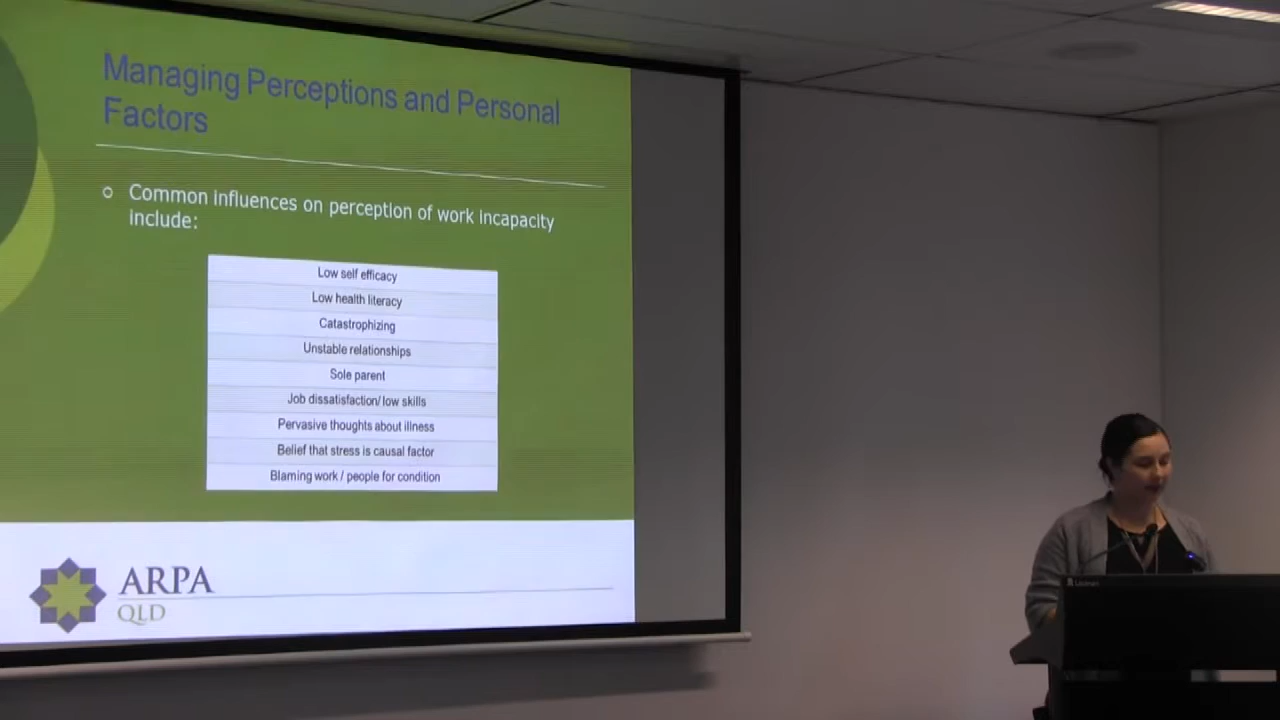 Managing Perceptions and Personal
Factors
Common influences on perception of work incapacity
include:
Low self efficacy
Low health literacy
Catastrophizing
Unstable relationships
Sole parent
Job dissatisfaction/ low skills
Pervasive thoughts about illness
Belief that stress is causal factor
Blaming work / people for condition
ARPA
QLD